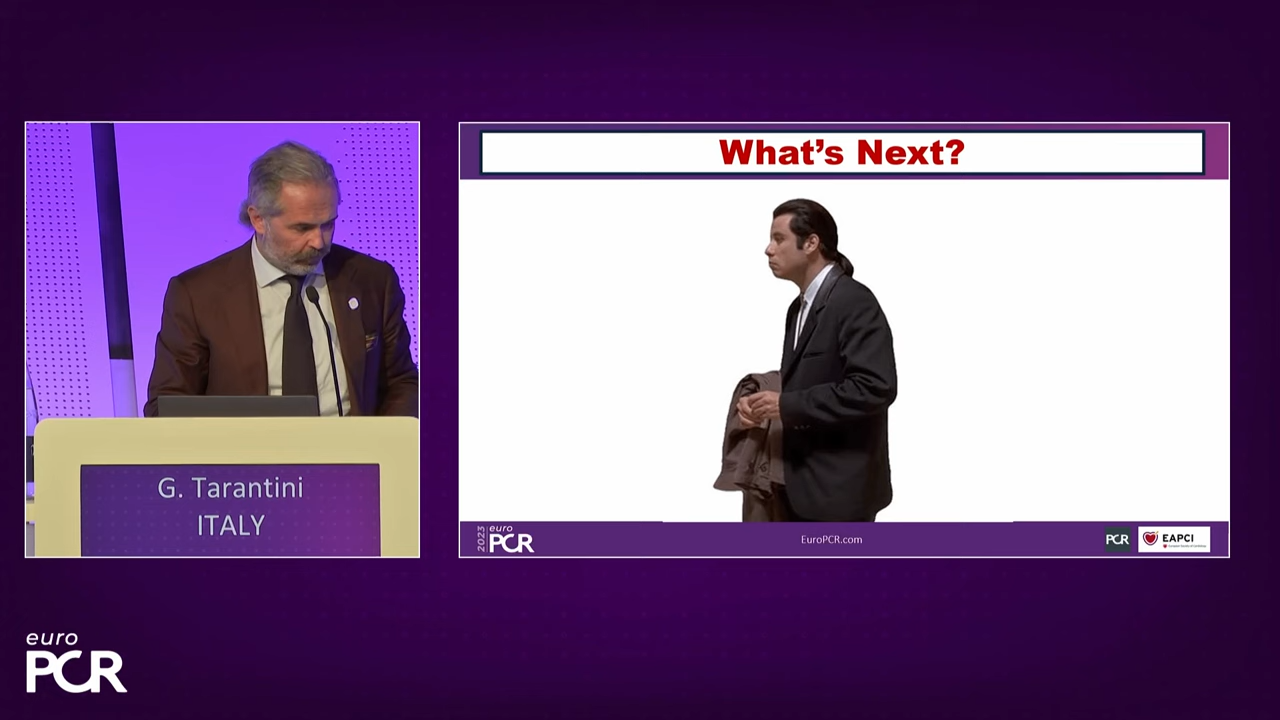 What's Next?
G. Tarantini
ITALY
2023 euro
PCR
EuroPCR.com
PCR
EAPCI
euro
PCR